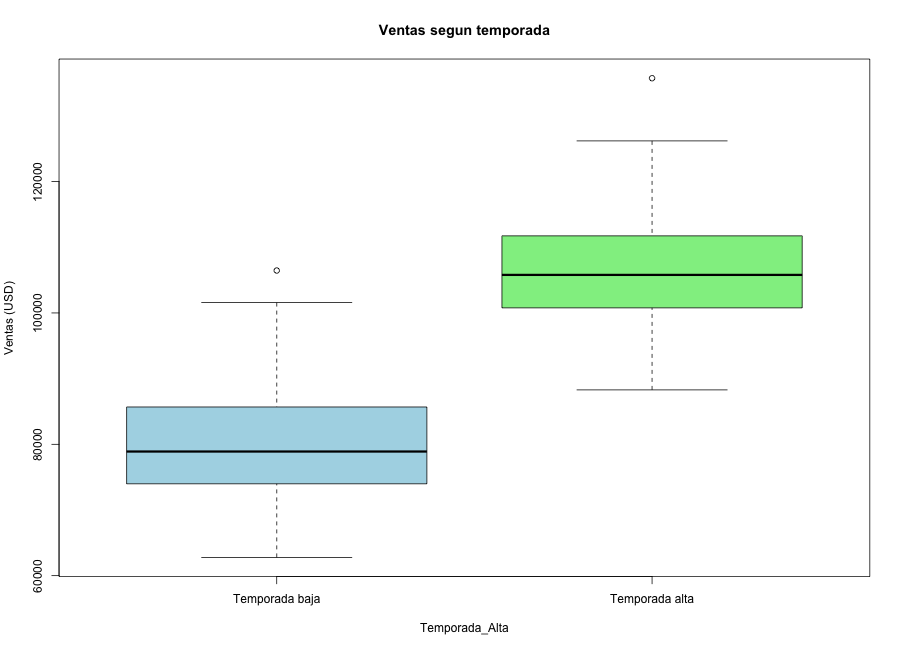 Ventas segun temporada
Ventas (USD)
120000
100000
80000
60000
Temporada baja
Temporada alta
Temporada_Alta